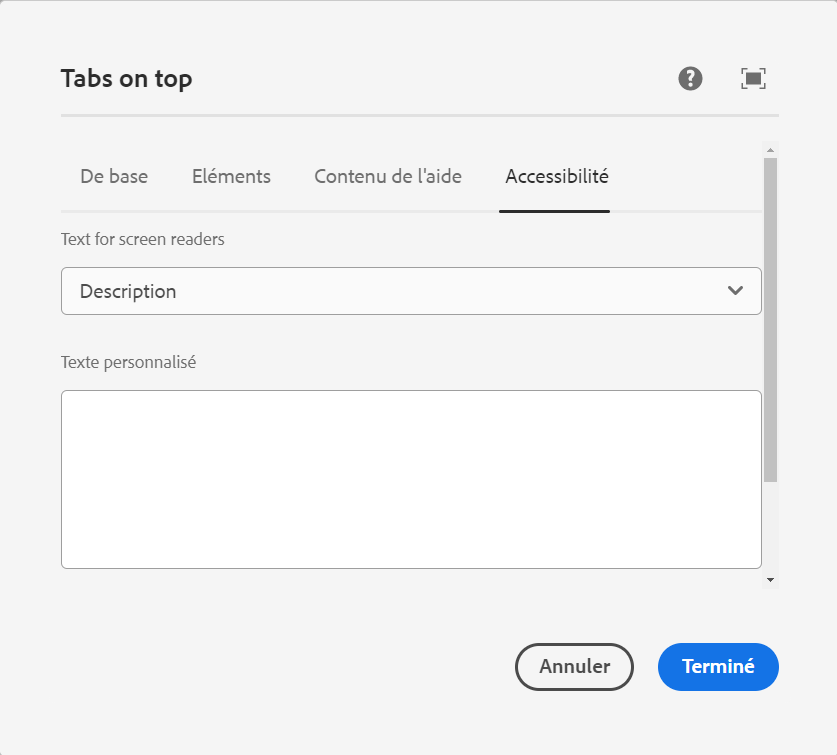 Tabs on top
De base Eléments Contenu de l'aide Accessibilité
Text for screen readers
Description
Texte personnalisé
Annuler Terminé